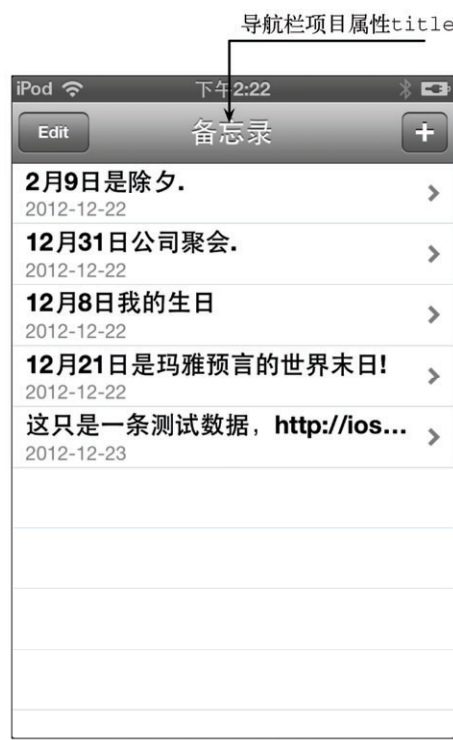 导航栏项目属性title
iPod 下午2:22
Edit 备忘录 +
2月9日是除夕.
2012-12-22
12月31日公司聚会.
2012-12-22
12月8日我的生日
2012-12-22
12月21日是玛雅预言的世界末日!
2012-12-22
这只是一条测试数据，http://ios...
2012-12-23